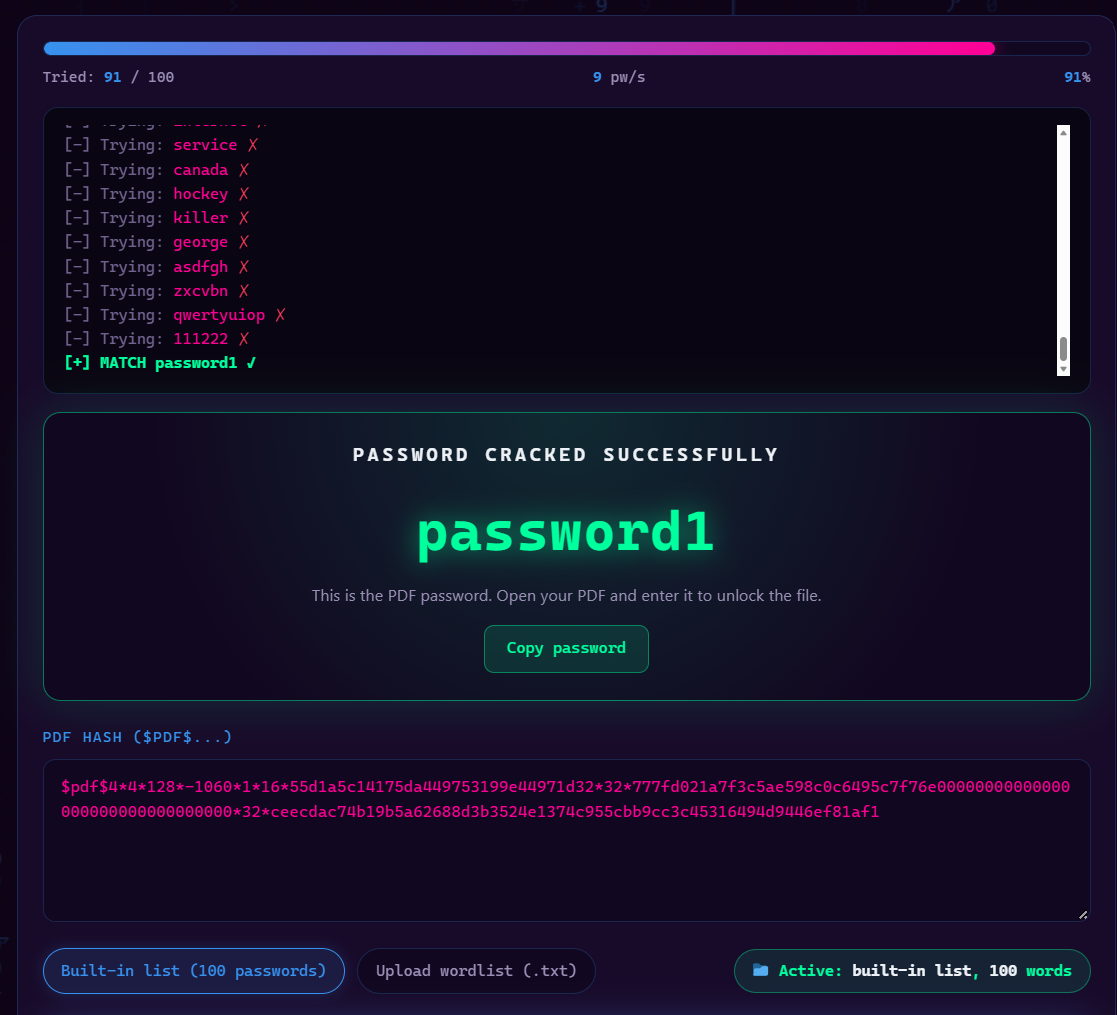 Tried: 91 / 100
9 pw/s
91%
[-] Trying: service ✗
[-] Trying: canada ✗
[-] Trying: hockey ✗
[-] Trying: killer ✗
[-] Trying: george ✗
[-] Trying: asdfgh ✗
[-] Trying: zxcvbn ✗
[-] Trying: qwertyuiop ✗
[-] Trying: 111222 ✗
[+] MATCH password1 ✓
PASSWORD CRACKED SUCCESSFULLY
password1
This is the PDF password. Open your PDF and enter it to unlock the file.
Copy password
PDF HASH ($PDF$...)
$pdf$4*4*128*-1060*1*16*55d1a5c14175da449753199e44971d32*32*777fd021a7f3c5ae598c0c6495c7f76e00000000000000
000000000000000000*32*ceecdac74b19b5a62688d3b3524e1374c955cbb9cc3c45316494d9446ef81af1
Built-in list (100 passwords)
Upload wordlist (.txt)
Active: built-in list, 100 words